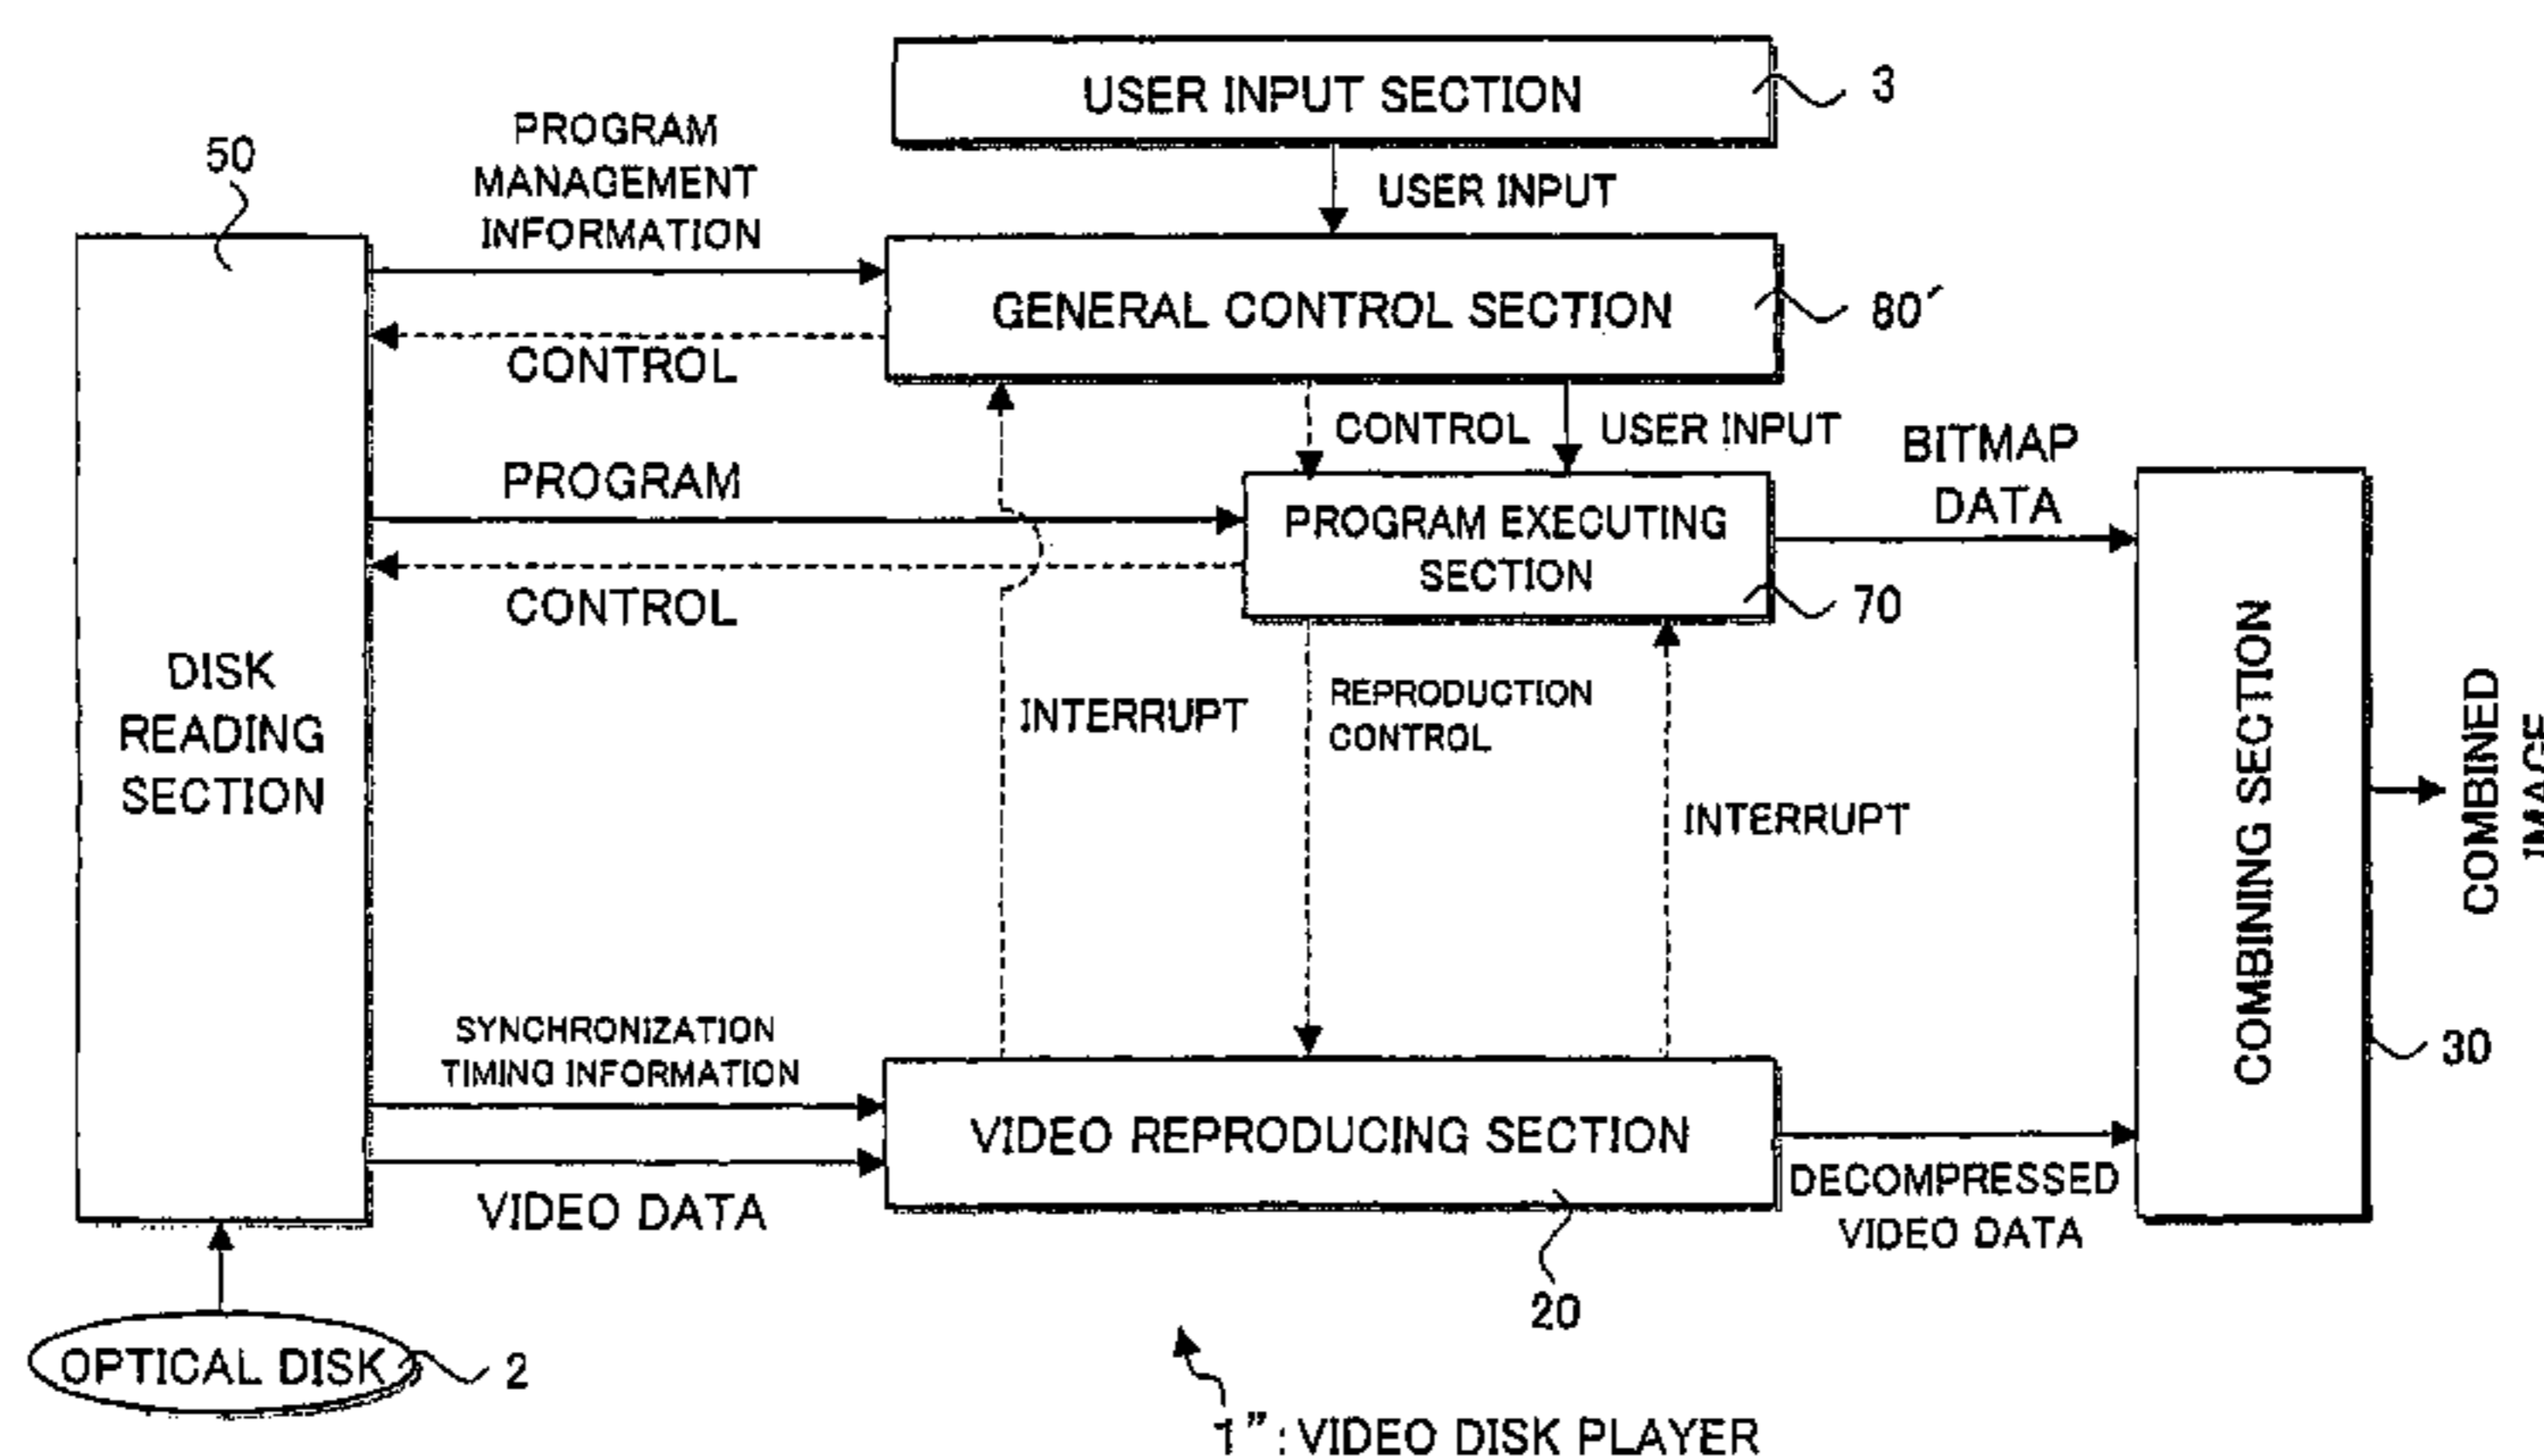 USER INPUT SECTION
3
50
PROGRAM
MANAGEMENT
INFORMATION
USER INPUT
GENERAL CONTROL SECTION
80′
CONTROL
CONTROL
USER INPUT
BITMAP
DATA
PROGRAM
PROGRAM EXECUTING
SECTION
70
CONTROL
DISK
READING
SECTION
INTERRUPT
REPRODUCTION
CONTROL
INTERRUPT
COMBINING SECTION
COMBINED
IMAGE
30
SYNCHRONIZATION
TIMING INFORMATION
VIDEO REPRODUCING SECTION
VIDEO DATA
DECOMPRESSED
VIDEO DATA
20
OPTICAL DISK
2
1” : VIDEO DISK PLAYER